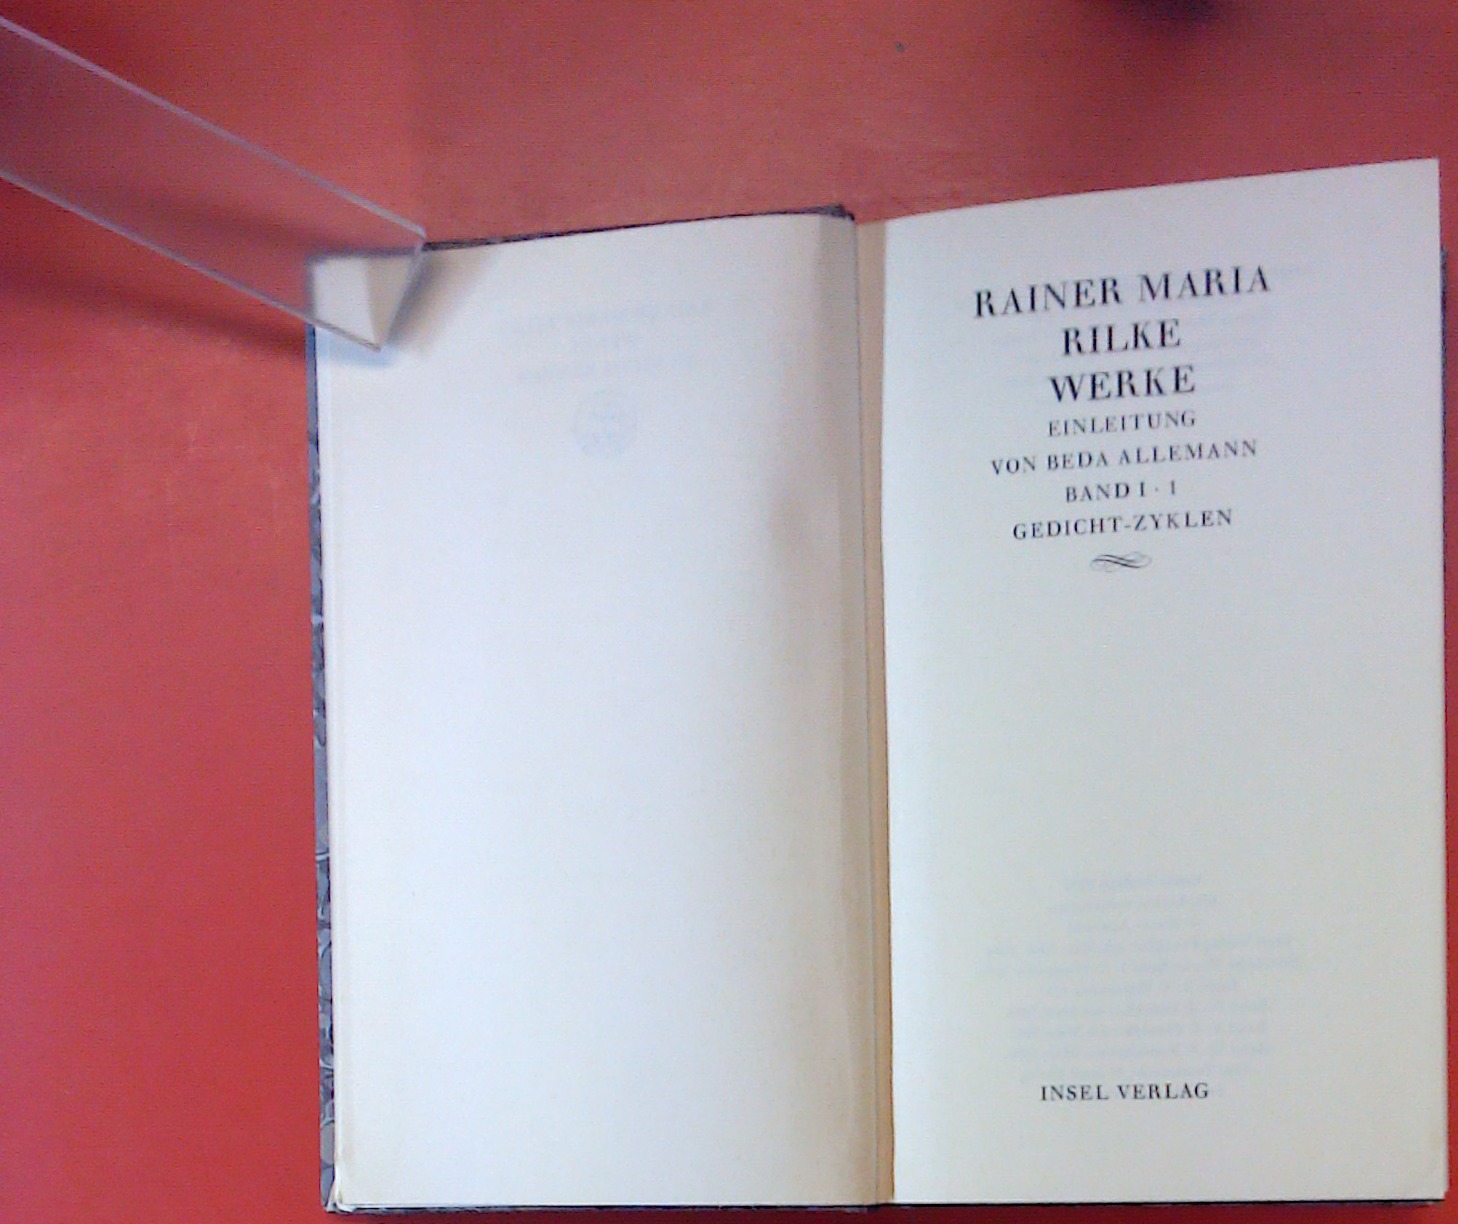 RAINER MARIA
RILKE
WERKE
EINLEITUNG
VON BEDA ALLEMANN
BAND I · 1
GEDICHT-ZYKLEN
INSEL VERLAG